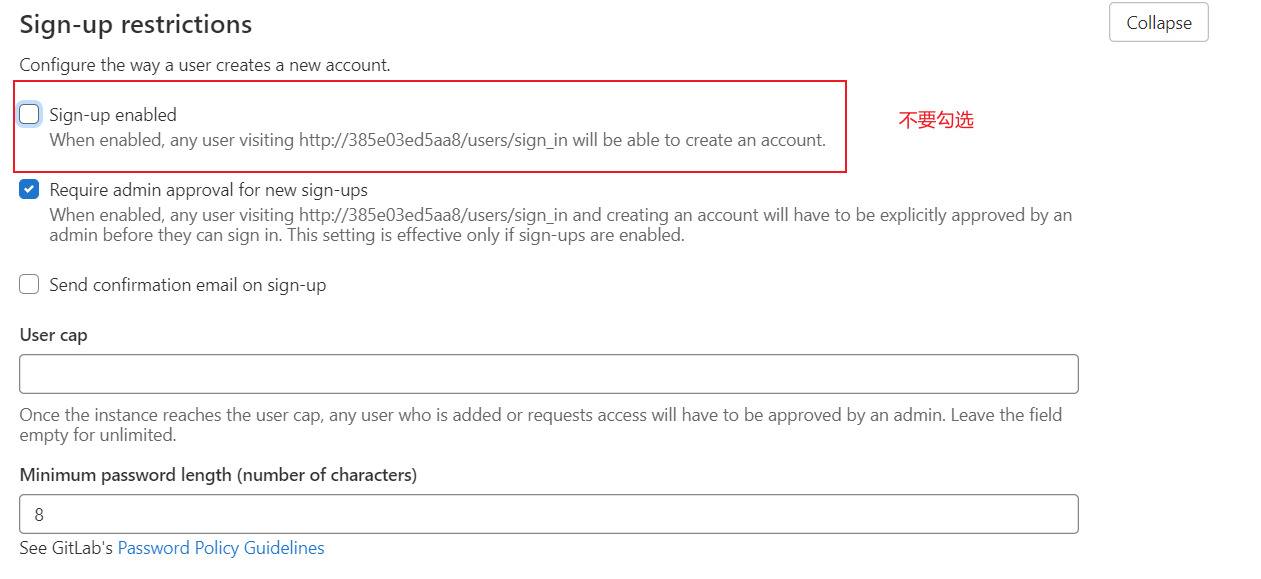 Sign-up restrictions
Collapse
Configure the way a user creates a new account.
Sign-up enabled
不要勾选
When enabled, any user visiting http://385e03ed5aa8/users/sign_in will be able to create an account.
Require admin approval for new sign-ups
When enabled, any user visiting http://385e03ed5aa8/users/sign_in and creating an account will have to be explicitly approved by an
admin before they can sign in. This setting is effective only if sign-ups are enabled.
Send confirmation email on sign-up
User cap
Once the instance reaches the user cap, any user who is added or requests access will have to be approved by an admin. Leave the field
empty for unlimited.
Minimum password length (number of characters)
8
See GitLab's Password Policy Guidelines